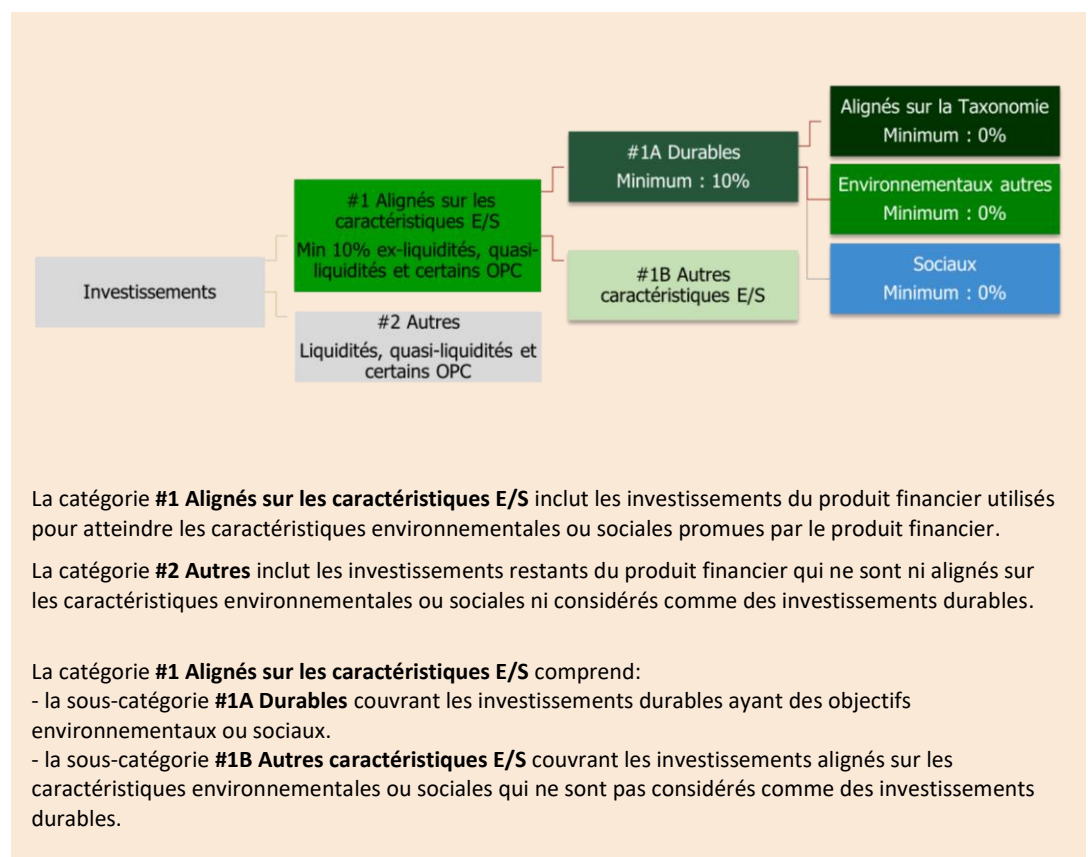 Investissements
#1 Alignés sur les
caractéristiques E/S
Min 10% ex-liquidités, quasi-
liquidités et certains OPC
#2 Autres
Liquidités, quasi-liquidités et
certains OPC
#1A Durables
Minimum : 10%
#1B Autres
caractéristiques E/S
Alignés sur la Taxonomie
Minimum : 0%
Environnementaux autres
Minimum : 0%
Sociaux
Minimum : 0%
La catégorie #1 Alignés sur les caractéristiques E/S inclut les investissements du produit financier utilisés
pour atteindre les caractéristiques environnementales ou sociales promues par le produit financier.
La catégorie #2 Autres inclut les investissements restants du produit financier qui ne sont ni alignés sur
les caractéristiques environnementales ou sociales ni considérés comme des investissements durables.
La catégorie #1 Alignés sur les caractéristiques E/S comprend:
- la sous-catégorie #1A Durables couvrant les investissements durables ayant des objectifs
environnementaux ou sociaux.
- la sous-catégorie #1B Autres caractéristiques E/S couvrant les investissements alignés sur les
caractéristiques environnementales ou sociales qui ne sont pas considérés comme des investissements
durables.